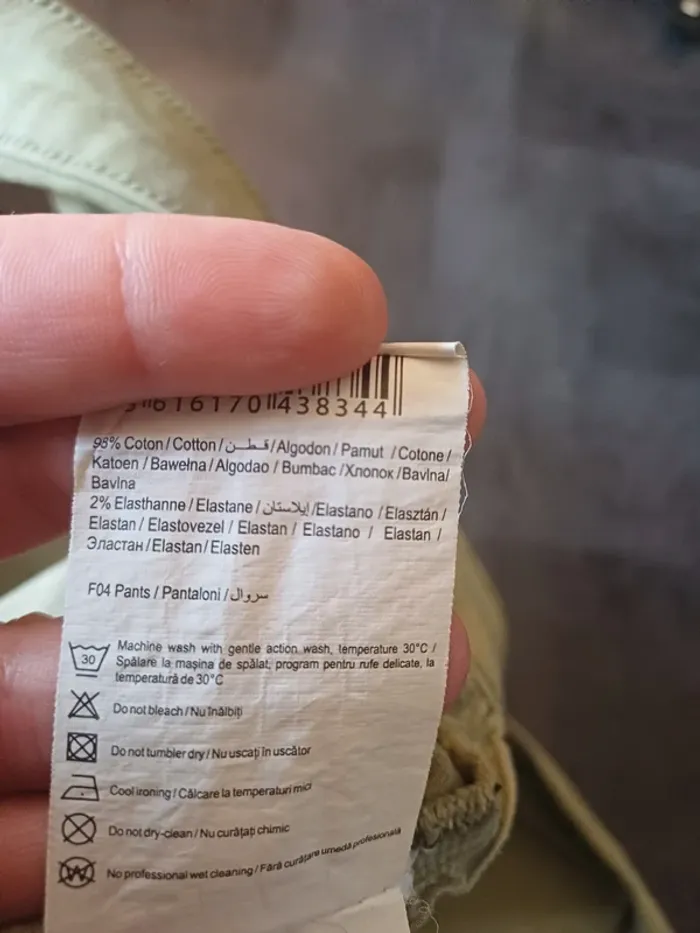 616170 438344
98% Coton / Cotton / قطن / Algodon / Pamut / Cotone /
Katoen / Bawełna / Algodao / Bumbac / Хлопок / Bavlna/
Bavlna
2% Elasthanne / Elastane / إيلاستان / Elastano / Elasztán /
Elastan / Elastovezel / Elastan / Elastano / Elastan /
Эластан / Elastan / Elasten
F04 Pants / Pantaloni / سروال
30
Machine wash with gentle action wash, temperature 30°C /
Spălare la mașina de spălat, program pentru rufe delicate, la
temperatură de 30°C
Do not bleach / Nu înălbiți
Do not tumbler dry / Nu uscați în uscător
Cool ironing / Călcare la temperaturi mici
Do not dry-clean / Nu curățați chimic
W
No professional wet cleaning / Fără curățare umedă profesională